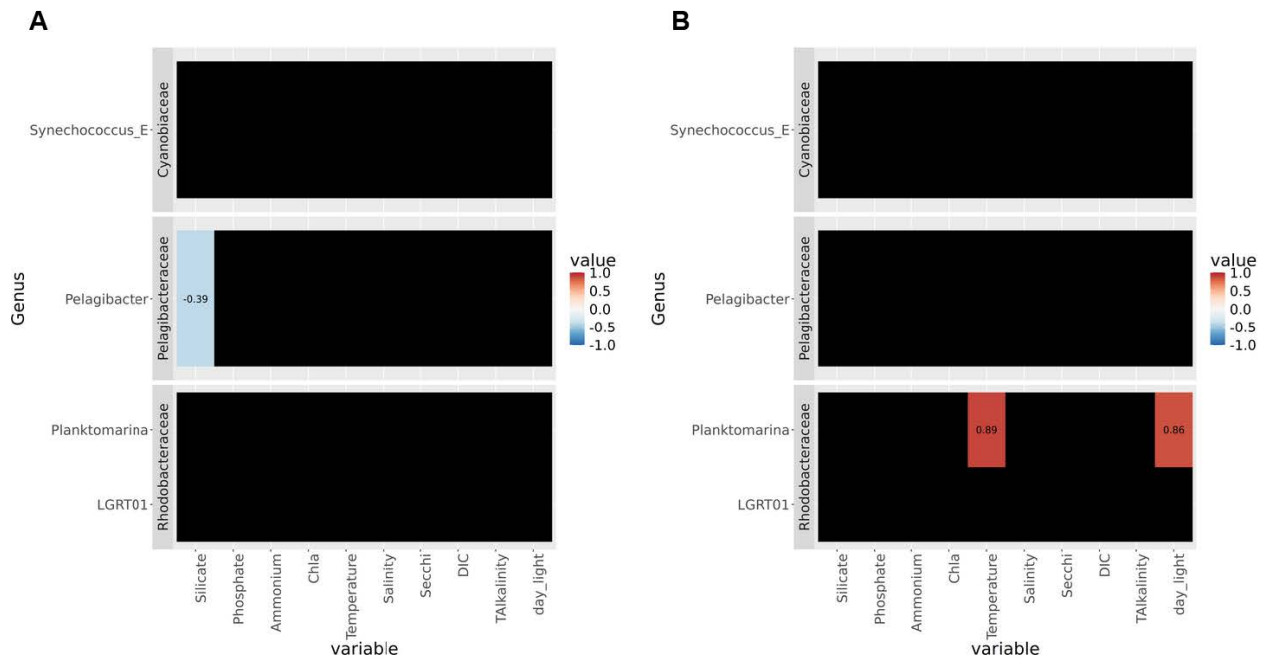 A
Genus
Synechococcus_E
Pelagibacter
Planktomarina
LGRT01
Cyanobiaceae
Pelagibacteraceae
Rhodobacteraceae
-0.39
Silicate
Phosphate
Ammonium
Chla
Temperature
Salinity
Secchi
DIC
TAlkalinity
day_light
variable
value
1.0
0.5
0.0
-0.5
-1.0
B
Genus
Synechococcus_E
Pelagibacter
Planktomarina
LGRT01
Cyanobiaceae
Pelagibacteraceae
Rhodobacteraceae
0.89
0.86
Silicate
Phosphate
Ammonium
Chla
Temperature
Salinity
Secchi
DIC
TAlkalinity
day_light
variable
value
1.0
0.5
0.0
-0.5
-1.0